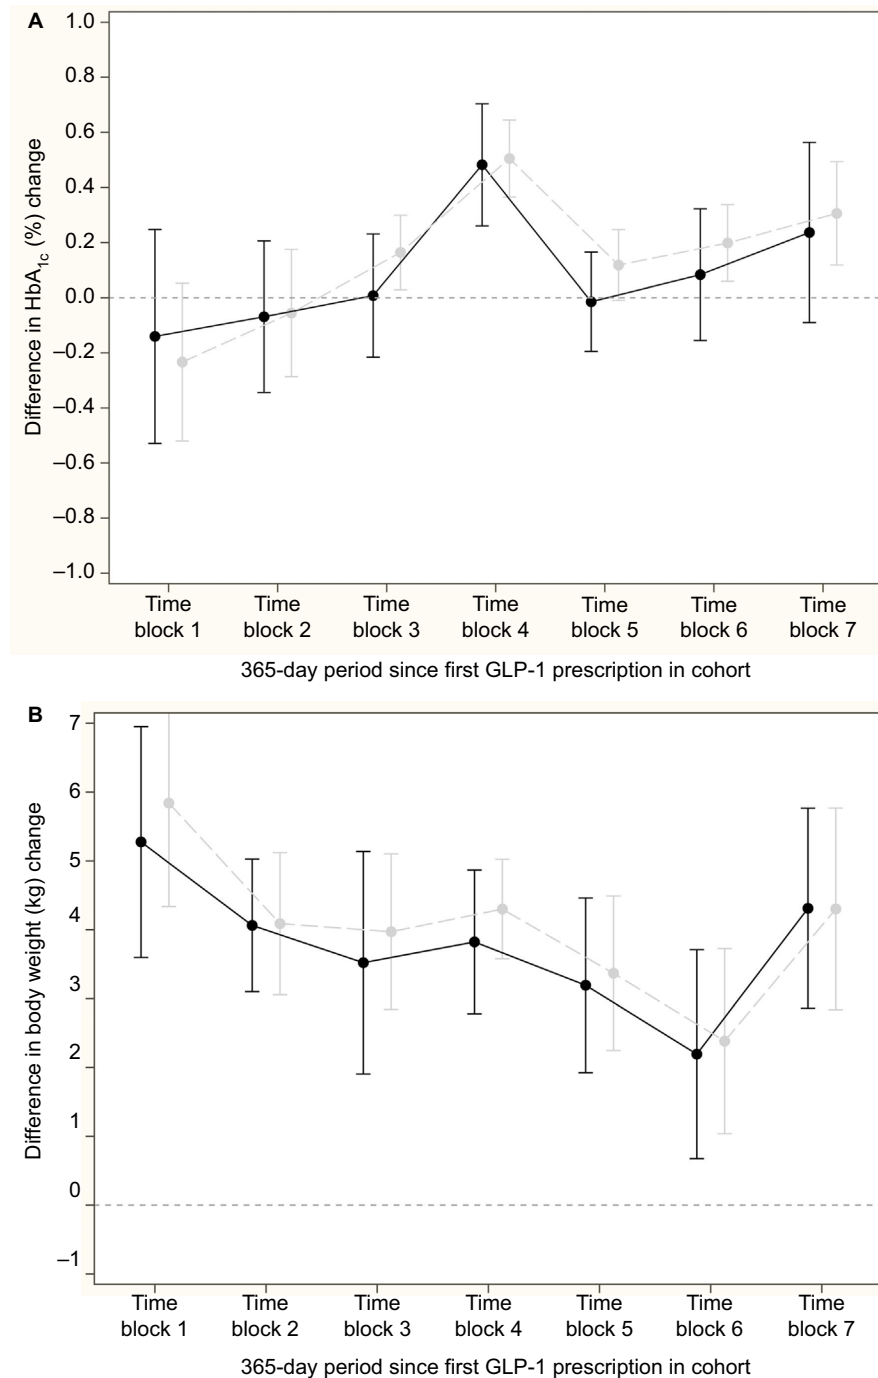 A
1.0
0.8
0.6
0.4
0.2
0.0
–0.2
–0.4
–0.6
–0.8
–1.0
Difference in HbA1c (%) change
Time Time Time Time Time Time Time
block 1 block 2 block 3 block 4 block 5 block 6 block 7
365-day period since first GLP-1 prescription in cohort
B
7
6
5
4
3
2
1
0
–1
Difference in body weight (kg) change
Time Time Time Time Time Time Time
block 1 block 2 block 3 block 4 block 5 block 6 block 7
365-day period since first GLP-1 prescription in cohort